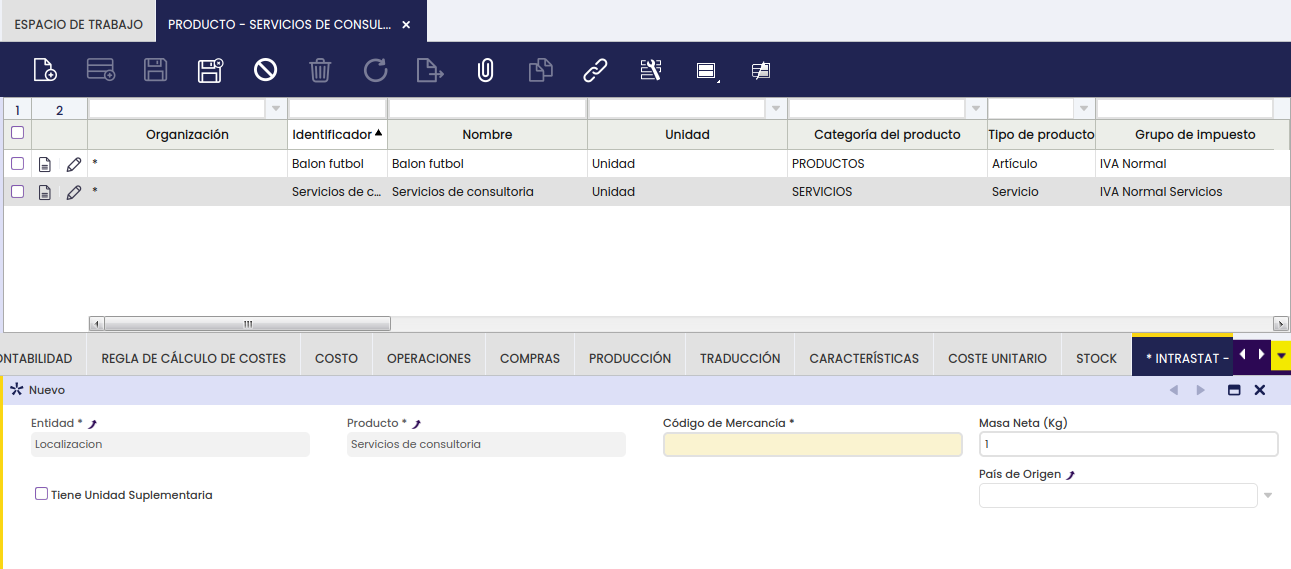 ESPACIO DE TRABAJO PRODUCTO - SERVICIOS DE CONSUL...
1 2
Organización Identificador Nombre Unidad Categoría del producto Tipo de producto Grupo de impuesto
* Balon futbol Balon futbol Unidad PRODUCTOS Artículo IVA Normal
* Servicios de c... Servicios de consultoria Unidad SERVICIOS Servicio IVA Normal Servicios
ONTABILIDAD REGLA DE CÁLCULO DE COSTES COSTO OPERACIONES COMPRAS PRODUCCIÓN TRADUCCIÓN CARACTERÍSTICAS COSTE UNITARIO STOCK * INTRASTAT -
Nuevo
Entidad * Producto * Código de Mercancía * Masa Neta (Kg)
Localizacion Servicios de consultoria 1
País de Origen
Tiene Unidad Suplementaria